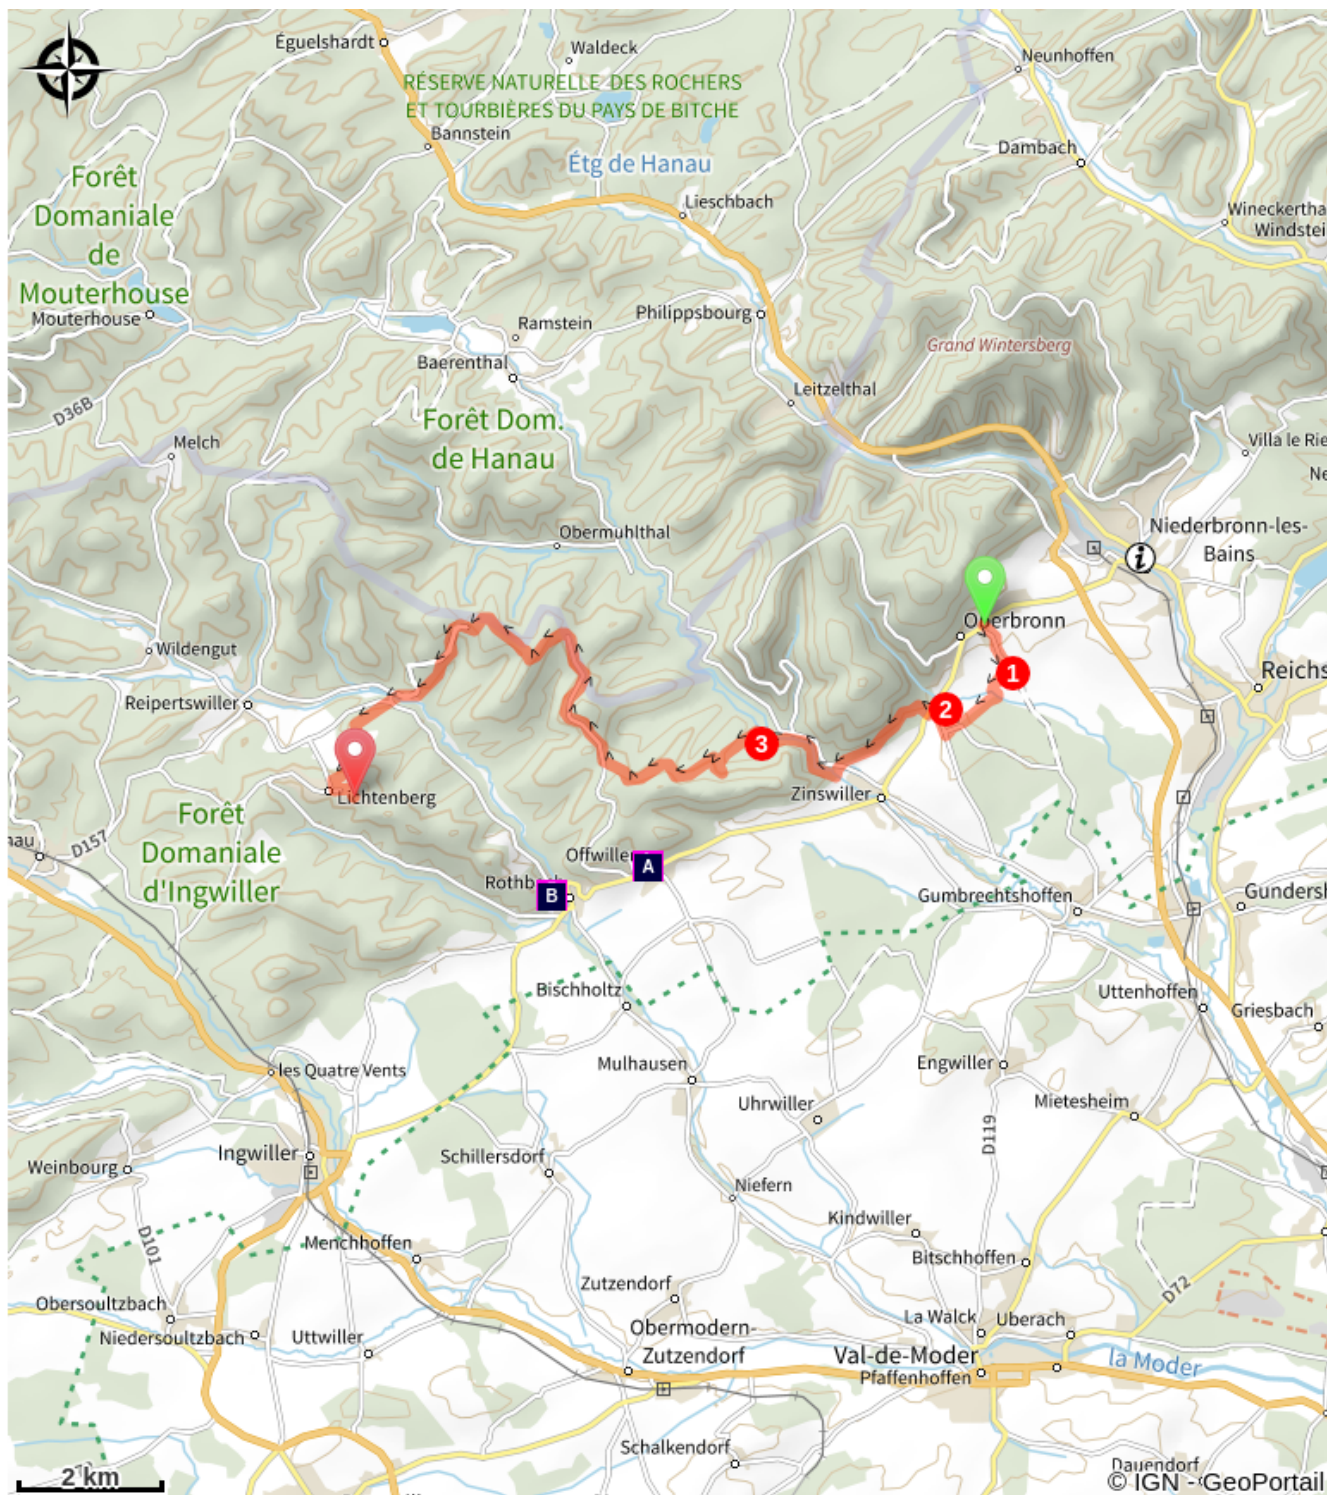 Éguelshardt
Waldeck
Neunhoffen
RÉSERVE NATURELLE DES ROCHERS
ET TOURBIÈRES DU PAYS DE BITCHE
Bannstein
Dambach
Étg de Hanau
Forêt
Domaniale
de
Mouterhouse
Lieschbach
Wineckertha
Windstei
Mouterhouse
Philippsbourg
Ramstein
Grand Wintersberg
Baerenthal
Leitzelthal
D36B
Forêt Dom.
de Hanau
Melch
Villa le Rie
Ne
Obermuhlthal
Niederbronn-les-
Bains
i
Oberbronn
Wildengut
Reichs
1
Reipertswiller
2
3
Lichtenberg
Zinswiller
Forêt
Domaniale
d'Ingwiller
nau
D157
Offwiller
A
Rothb
B
Gumbrechtshoffen
Gundersh
Bischholtz
Uttenhoffen
Griesbach
les Quatre Vents
Mulhausen
Engwiller
Uhrwiller
Mietesheim
D119
Ingwiller
Schillersdorf
Weinbourg
Niefern
Kindwiller
D101
Menchhoffen
Bitschhoffen
Zutzendorf
D72
Obersoultzbach
Niedersoultzbach
Uttwiller
Obermodern-
Zutzendorf
La Walck
Uberach
Val-de-Moder
Pfaffenhoffen
la Moder
Schalkendorf
Dauendorf
2 km
© IGN - GeoPortail